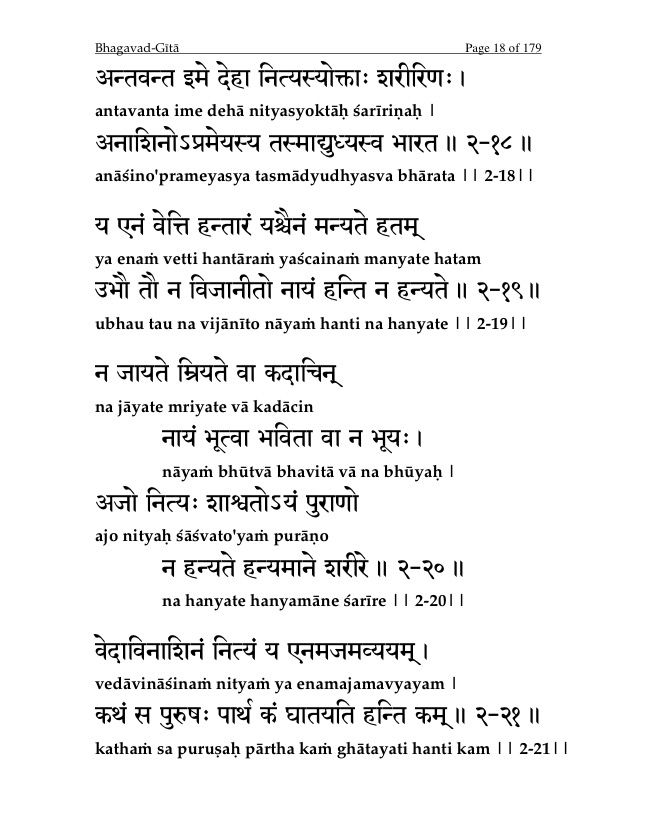 Bhagavad-Gītā Page 18 of 179
अन्तवन्त इमे देहा नित्यस्योक्ताः शरीरिणः ।
antavanta ime dehā nityasyoktāḥ śarīriṇaḥ |
अनाशिनोऽप्रमेयस्य तस्माद्युध्यस्व भारत ॥ २-१८ ॥
anāśino'prameyasya tasmādyudhyasva bhārata || 2-18||
य एनं वेत्ति हन्तारं यश्चैनं मन्यते हतम्
ya enaṁ vetti hantāraṁ yaścainaṁ manyate hatam
उभौ तौ न विजानीतो नायं हन्ति न हन्यते ॥ २-१९ ॥
ubhau tau na vijānīto nāyaṁ hanti na hanyate || 2-19||
न जायते म्रियते वा कदाचिन्
na jāyate mriyate vā kadācin
नायं भूत्वा भविता वा न भूयः ।
nāyaṁ bhūtvā bhavitā vā na bhūyaḥ |
अजो नित्यः शाश्वतोऽयं पुराणो
ajo nityaḥ śāśvato'yaṁ purāṇo
न हन्यते हन्यमाने शरीरे ॥ २-२० ॥
na hanyate hanyamāne śarīre || 2-20||
वेदाविनाशिनं नित्यं य एनमजमव्ययम् ।
vedāvināśinaṁ nityaṁ ya enamajamavyayam |
कथं स पुरुषः पार्थ कं घातयति हन्ति कम् ॥ २-२१ ॥
kathaṁ sa puruṣaḥ pārtha kaṁ ghātayati hanti kam || 2-21||